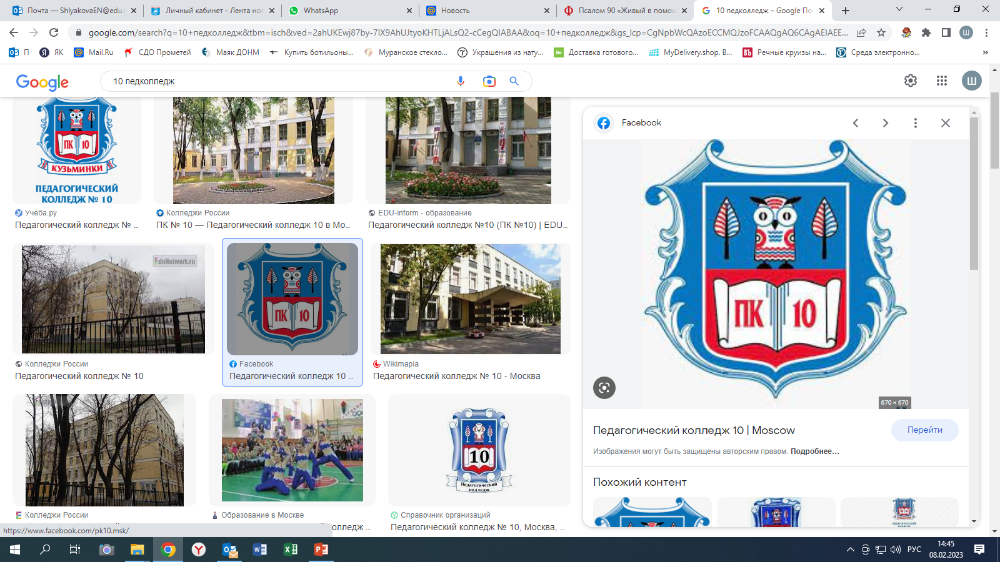 Почта — ShlyakovaEN@edu.
Личный кабинет - Лента нов
WhatsApp
Новость
Псалом 90 «Живый в помощ
10 педколледж – Google По
google.com/search?q=10+педколледж&tbm=isch&ved=2ahUKEwj87by-7IX9AhUJtyoKHTLjALsQ2-cCegQIABAA&oq=10+педколледж&gs_lcp=CgNpbWcQAzoECCMQJzoFCAAQgAQ6CAgAEIAEE...
Ш
П
ЯК
Mail.Ru
СДО Прометей
Маяк ДОНМ
Купить ботильоны...
Муранское стекло...
Украшения из нату...
Доставка готового...
MyDelivery.shop. В...
Речные круизы на...
Среда электронно...
»
Google
10 педколледж
Ш
ПК 10
КУЗЬМИНКИ
ПЕДАГОГИЧЕСКИЙ
КОЛЛЕДЖ № 10
Учёба.ру
Педагогический колледж № ...
Колледжи России
ПК № 10 — Педагогический колледж 10 в Мо...
EDU-inform - образование
Педагогический колледж №10 (ПК №10) | EDU...
EduNetwork.ru
Колледжи России
Педагогический колледж № 10
ПК 10
Facebook
Педагогический колледж 10 ...
Wikimapia
Педагогический колледж № 10 - Москва
Колледжи России
Образование в Москве
олледж ...
10
Педагогический
колледж
Справочник организаций
Педагогический колледж № 10, Москва, ...
Facebook
ПК 10
670 × 670
Педагогический колледж 10 | Moscow
Перейти
Изображения могут быть защищены авторским правом. Подробнее...
Похожий контент
КУЗЬМИНКИ
https://www.facebook.com/pk10.msk/
РУС
14:45
08.02.2023